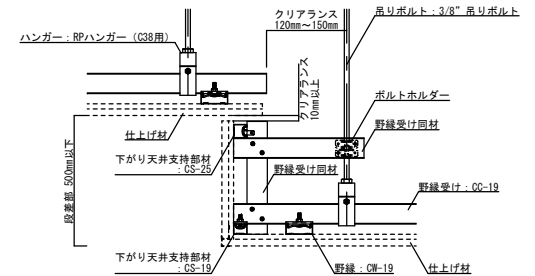 クリアランス
120mm～150mm
吊りボルト：3/8" 吊りボルト
ハンガー：RPハンガー（C38用）
クリアランス
10mm以上
ボルトホルダー
野縁受け同材
仕上げ材
段差部 500mm以下
下がり天井支持部材
：CS-25
野縁受け同材
野縁受け：CC-19
下がり天井支持部材
：CS-19
野縁：CW-19
仕上げ材